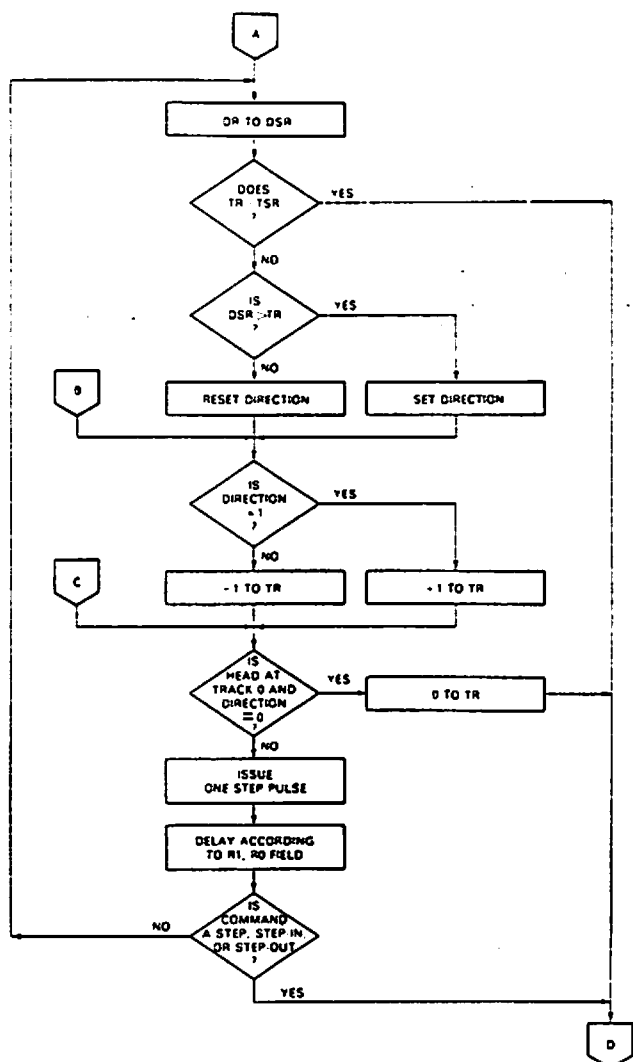 A
DR TO DSR
DOES
TR TSR
?
YES
NO
IS
DSR > TR
?
YES
NO
B
RESET DIRECTION
SET DIRECTION
IS
DIRECTION
= 1
?
YES
NO
C
- 1 TO TR
+ 1 TO TR
IS
HEAD AT
TRACK 0 AND
DIRECTION
= 0
?
YES
0 TO TR
NO
ISSUE
ONE STEP PULSE
DELAY ACCORDING
TO R1, R0 FIELD
IS
COMMAND
A STEP, STEP-IN,
OR STEP-OUT
?
NO
YES
D